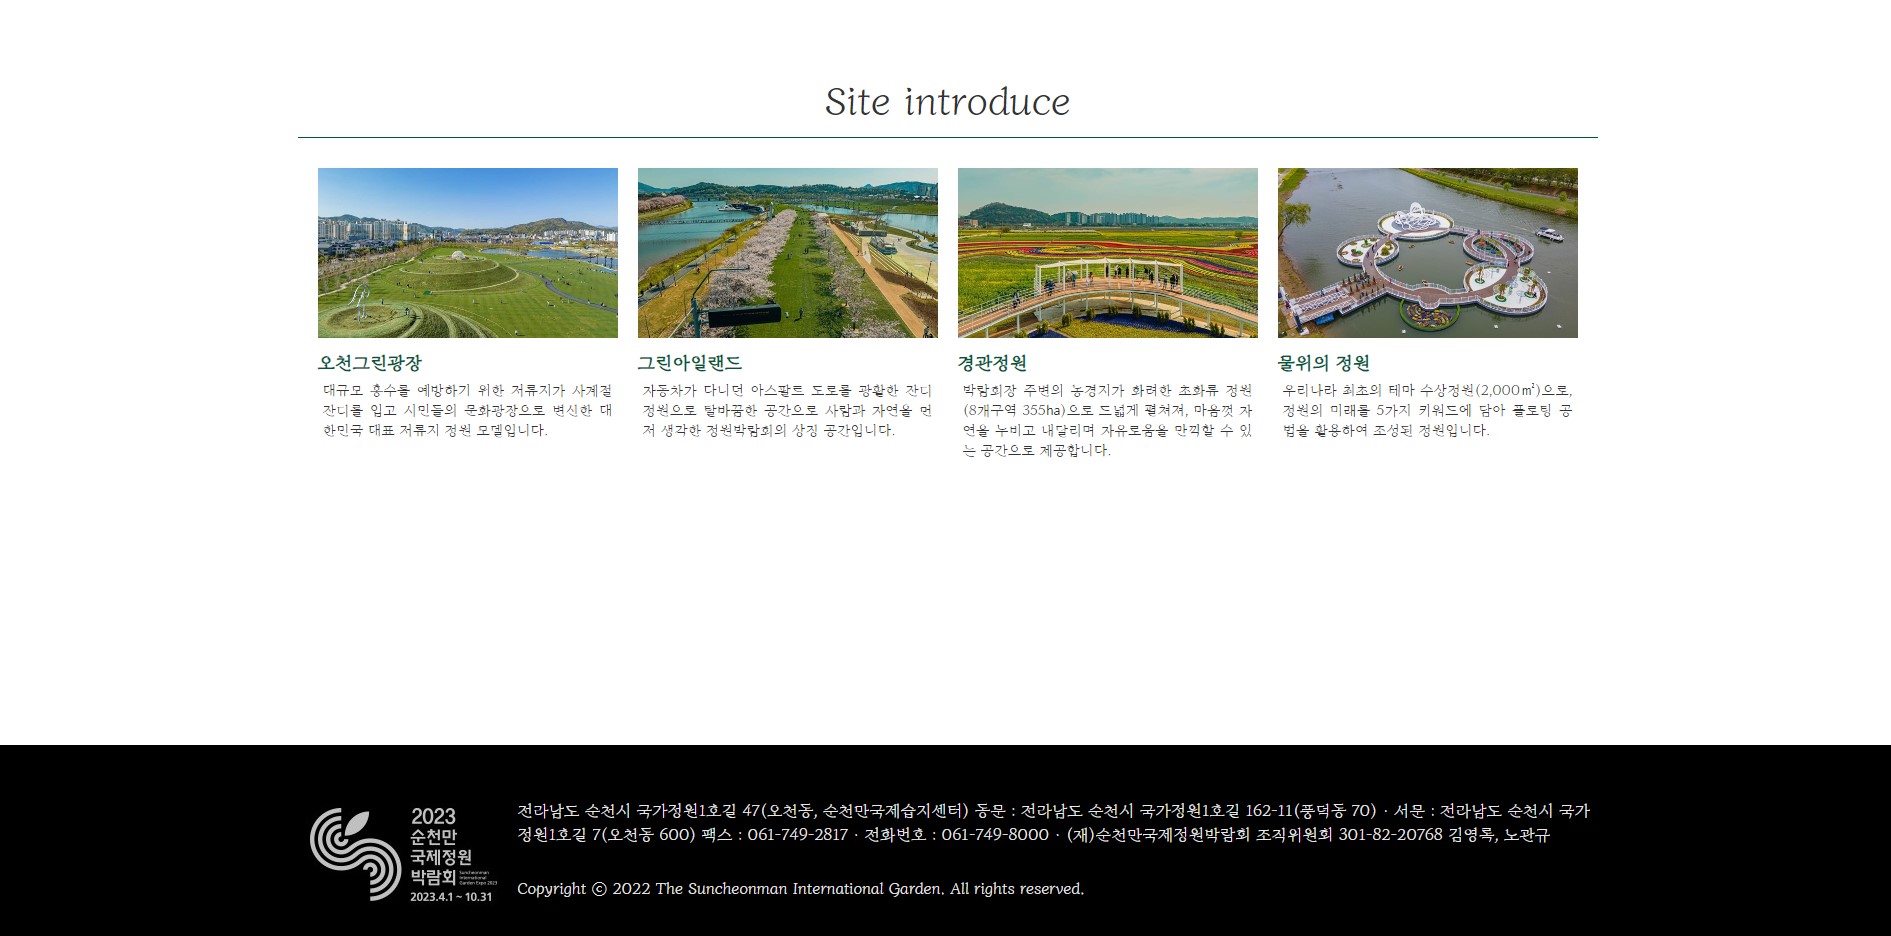 Site introduce
오천그린광장
대규모 홍수를 예방하기 위한 저류지가 사계절
잔디를 입고 시민들의 문화광장으로 변신한 대
한민국 대표 저류지 정원 모델입니다.
그린아일랜드
자동차가 다니던 아스팔트 도로를 광활한 잔디
정원으로 탈바꿈한 공간으로 사람과 자연을 먼
저 생각한 정원박람회의 상징 공간입니다.
경관정원
박람회장 주변의 농경지가 화려한 초화류 정원
(8개구역 355ha)으로 드넓게 펼쳐져, 마음껏 자
연을 누비고 내달리며 자유로움을 만끽할 수 있
는 공간으로 제공합니다.
물위의 정원
우리나라 최초의 테마 수상정원(2,000㎡)으로,
정원의 미래를 5가지 키워드에 담아 플로팅 공
법을 활용하여 조성된 정원입니다.
2023
순천만
국제정원
박람회
Suncheonman
International
Garden Expo 2023
2023.4.1 ~ 10.31
전라남도 순천시 국가정원1호길 47(오천동, 순천만국제습지센터) 동문 : 전라남도 순천시 국가정원1호길 162-11(풍덕동 70) · 서문 : 전라남도 순천시 국가
정원1호길 7(오천동 600) 팩스 : 061-749-2817 · 전화번호 : 061-749-8000 · (재)순천만국제정원박람회 조직위원회 301-82-20768 김영록, 노관규
Copyright ⓒ 2022 The Suncheonman International Garden. All rights reserved.